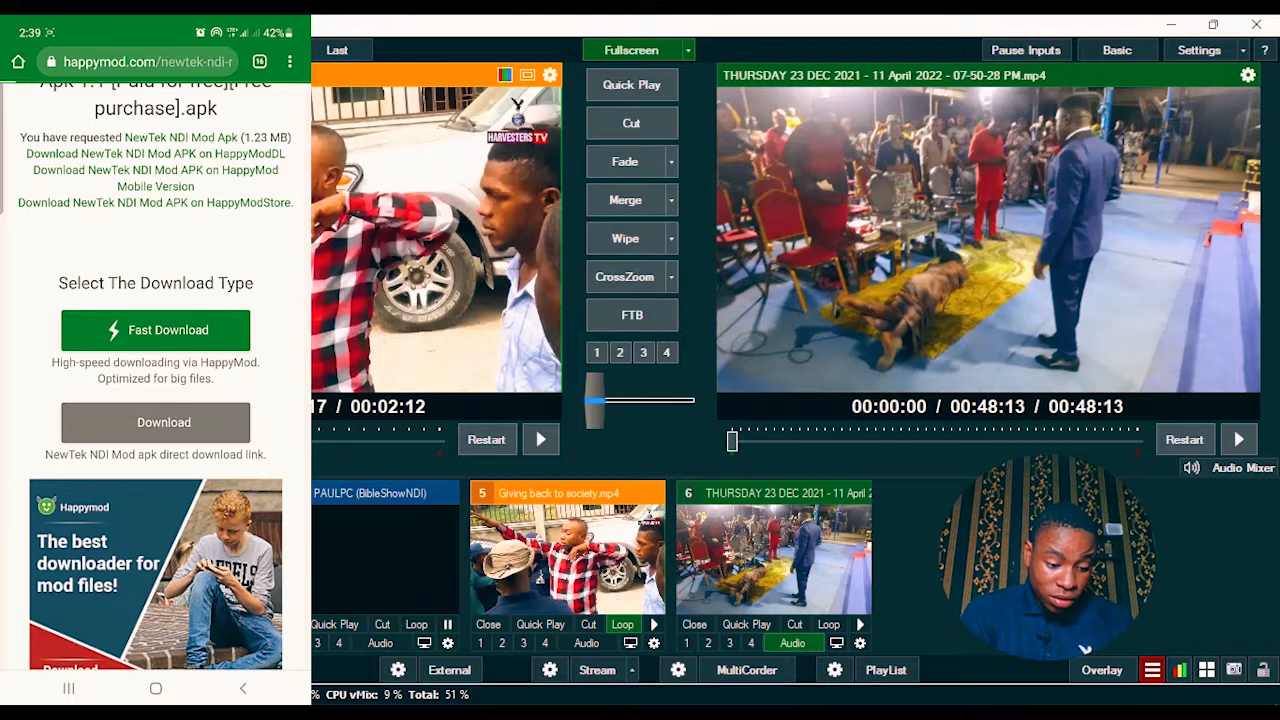 2:39
LTE+
42%
happymod.com/newtek-ndi-r
16
purchase].apk
You have requested NewTek NDI Mod Apk (1.23 MB)
Download NewTek NDI Mod APK on HappyModDL
Download NewTek NDI Mod APK on HappyMod
Mobile Version
Download NewTek NDI Mod APK on HappyModStore.
Select The Download Type
Fast Download
High-speed downloading via HappyMod.
Optimized for big files.
Download
NewTek NDI Mod apk direct download link.
Happymod
The best
downloader for
mod files!
Last
Fullscreen
Pause Inputs
Basic
Settings
?
HARVESTERS TV
Quick Play
Cut
Fade
Merge
Wipe
CrossZoom
FTB
1 2 3 4
THURSDAY 23 DEC 2021 - 11 April 2022 - 07-50-28 PM.mp4
17 / 00:02:12
00:00:00 / 00:48:13 / 00:48:13
Restart
Restart
Audio Mixer
PAULPC (BibleShowNDI)
5 Giving back to society.mp4
6 THURSDAY 23 DEC 2021 - 11 April 2
Quick Play Cut Loop
Close Quick Play Cut Loop
Close Quick Play Cut Loop
3 4 Audio
1 2 3 4 Audio
1 2 3 4 Audio
External
Stream
MultiCorder
PlayList
Overlay
% CPU vMix: 9 % Total: 51 %